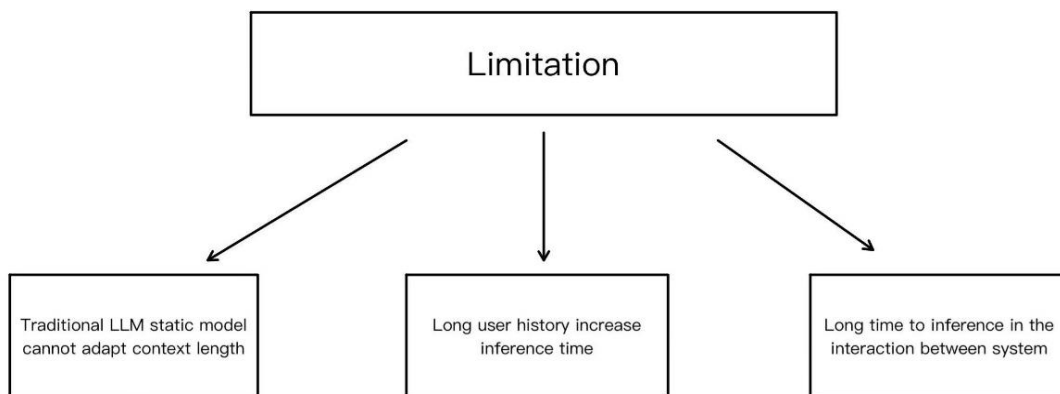 Limitation
Traditional LLM static model
cannot adapt context length
Long user history increase
inference time
Long time to inference in the
interaction between system